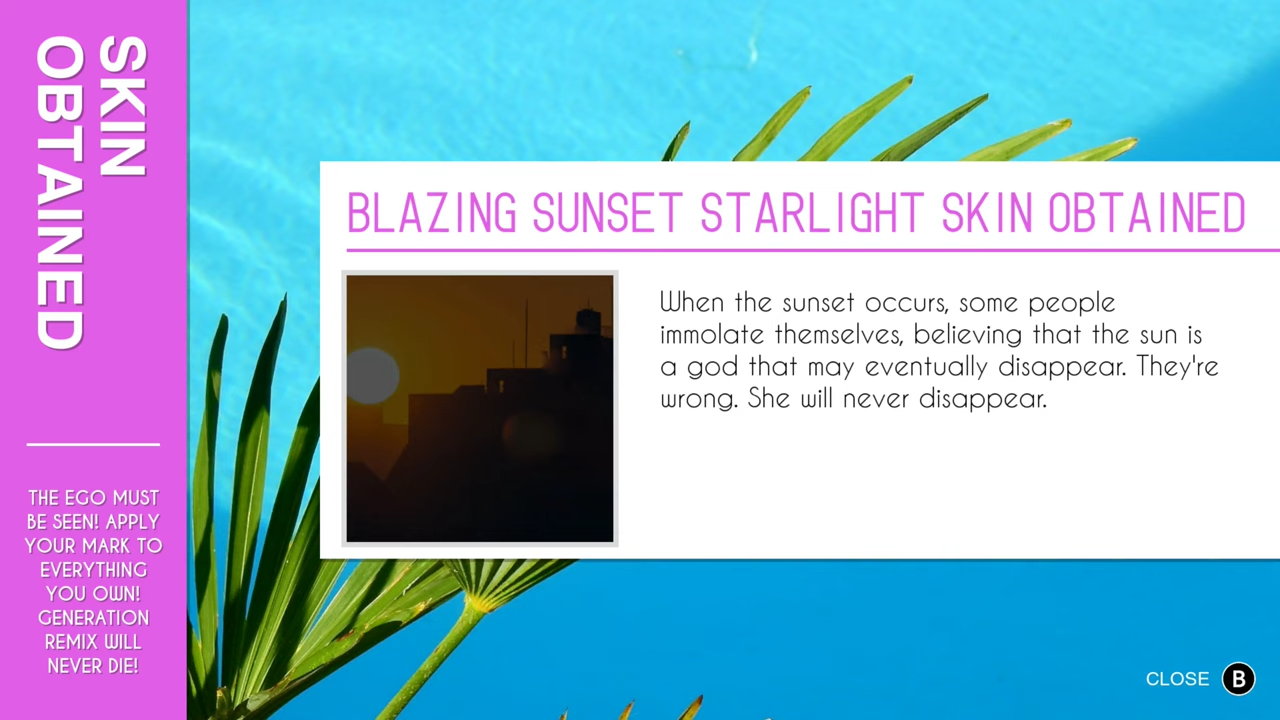 SKIN
OBTAINED
THE EGO MUST
BE SEEN! APPLY
YOUR MARK TO
EVERYTHING
YOU OWN!
GENERATION
REMIX WILL
NEVER DIE!
BLAZING SUNSET STARLIGHT SKIN OBTAINED
When the sunset occurs, some people
immolate themselves, believing that the sun is
a god that may eventually disappear. They're
wrong. She will never disappear.
CLOSE B